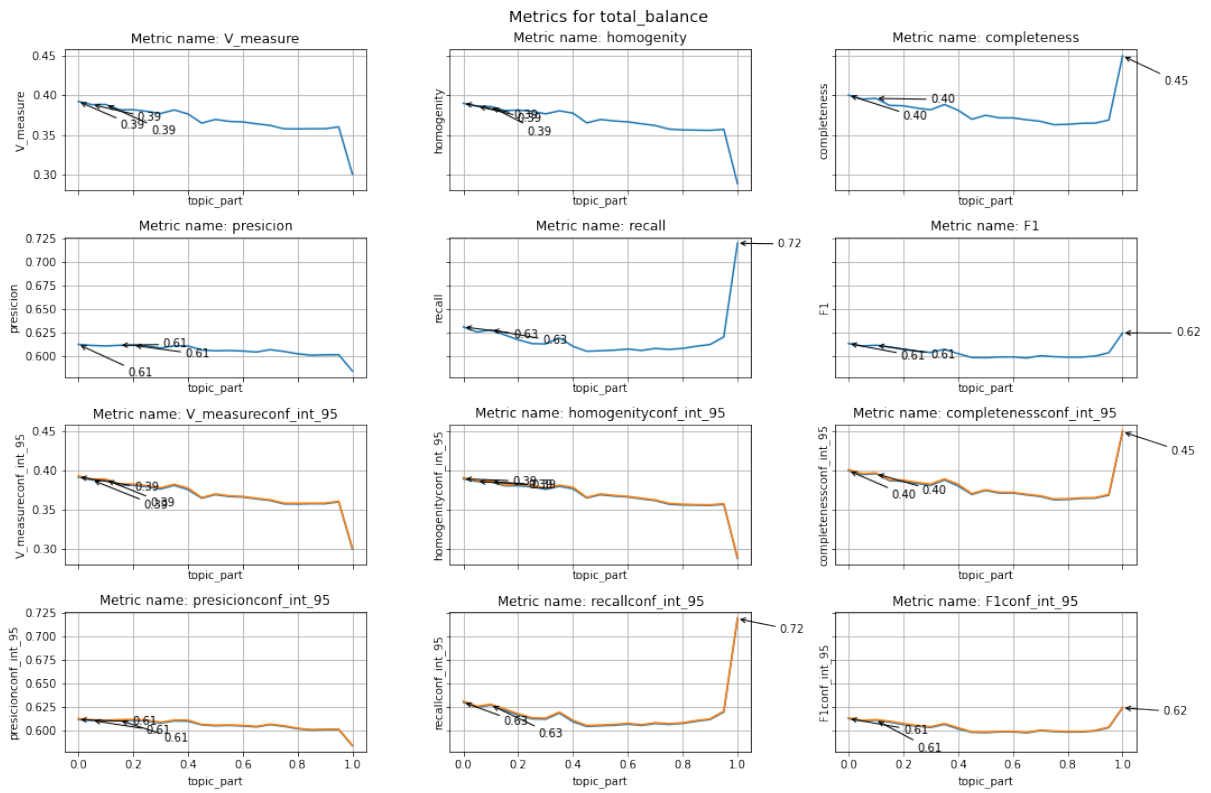 Metrics for total_balance
Metric name: V_measure
Metric name: homogenity
Metric name: completeness
V_measure
0.45
0.40
0.35
0.30
0.39
0.39
0.39
topic_part
homogenity
0.39
0.39
0.39
topic_part
completeness
0.45
0.40
0.40
topic_part
Metric name: presicion
Metric name: recall
Metric name: F1
presicion
0.725
0.700
0.675
0.650
0.625
0.600
0.61
0.61
0.61
topic_part
recall
0.72
0.63
0.63
topic_part
F1
0.62
0.61
0.61
topic_part
Metric name: V_measureconf_int_95
Metric name: homogenityconf_int_95
Metric name: completenessconf_int_95
V_measureconf_int_95
0.45
0.40
0.35
0.30
0.39
0.39
0.39
topic_part
homogenityconf_int_95
0.39
0.39
0.39
topic_part
completenessconf_int_95
0.45
0.40
0.40
topic_part
Metric name: presicionconf_int_95
Metric name: recallconf_int_95
Metric name: F1conf_int_95
presicionconf_int_95
0.725
0.700
0.675
0.650
0.625
0.600
0.61
0.61
0.61
0.0 0.2 0.4 0.6 0.8 1.0
topic_part
recallconf_int_95
0.72
0.63
0.63
0.0 0.2 0.4 0.6 0.8 1.0
topic_part
F1conf_int_95
0.62
0.61
0.61
0.0 0.2 0.4 0.6 0.8 1.0
topic_part